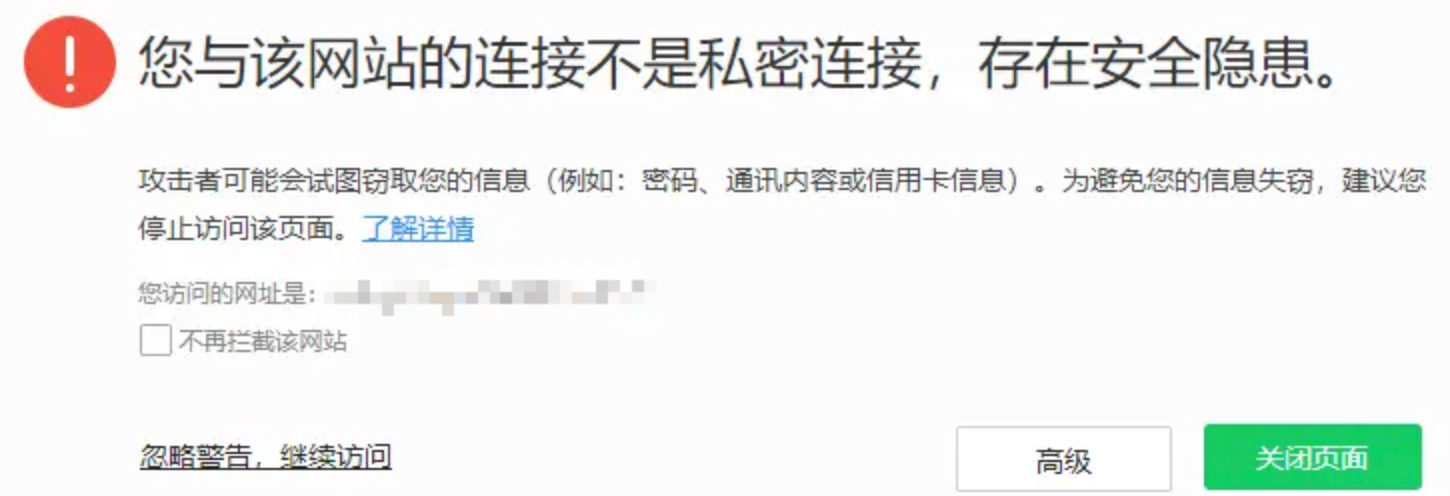 您与该网站的连接不是私密连接，存在安全隐患。
攻击者可能会试图窃取您的信息（例如：密码、通讯内容或信用卡信息）。为避免您的信息失窃，建议您
停止访问该页面。了解详情
您访问的网址是：
不再拦截该网站
忽略警告，继续访问
高级
关闭页面